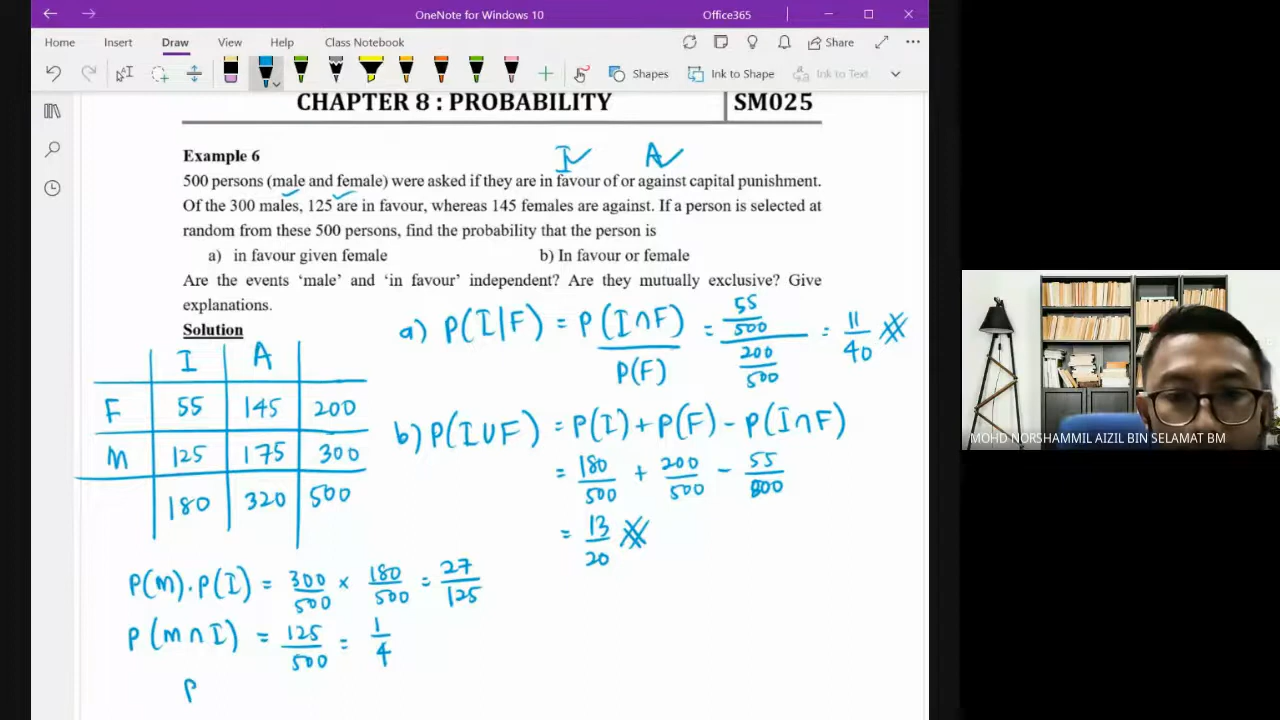 OneNote for Windows 10
Office365
Home Insert Draw View Help Class Notebook
Share
Shapes Ink to Shape Ink to Text
CHAPTER 8 : PROBABILITY SM025
Example 6
I A
500 persons (male and female) were asked if they are in favour of or against capital punishment.
Of the 300 males, 125 are in favour, whereas 145 females are against. If a person is selected at
random from these 500 persons, find the probability that the person is
a) in favour given female b) In favour or female
Are the events ‘male’ and ‘in favour’ independent? Are they mutually exclusive? Give
explanations.
Solution
a) P(I|F) = P(I∩F)/P(F) = (55/500)/(200/500) = 11/40
I A
F 55 145 200
M 125 175 300
180 320 500
b) P(I∪F) = P(I) + P(F) - P(I∩F)
= 180/500 + 200/500 - 55/500
= 13/20
P(M).P(I) = 300/500 × 180/500 = 27/125
P(M∩I) = 125/500 = 1/4
P
MOHD NORSHAMMIL AIZIL BIN SELAMAT BM